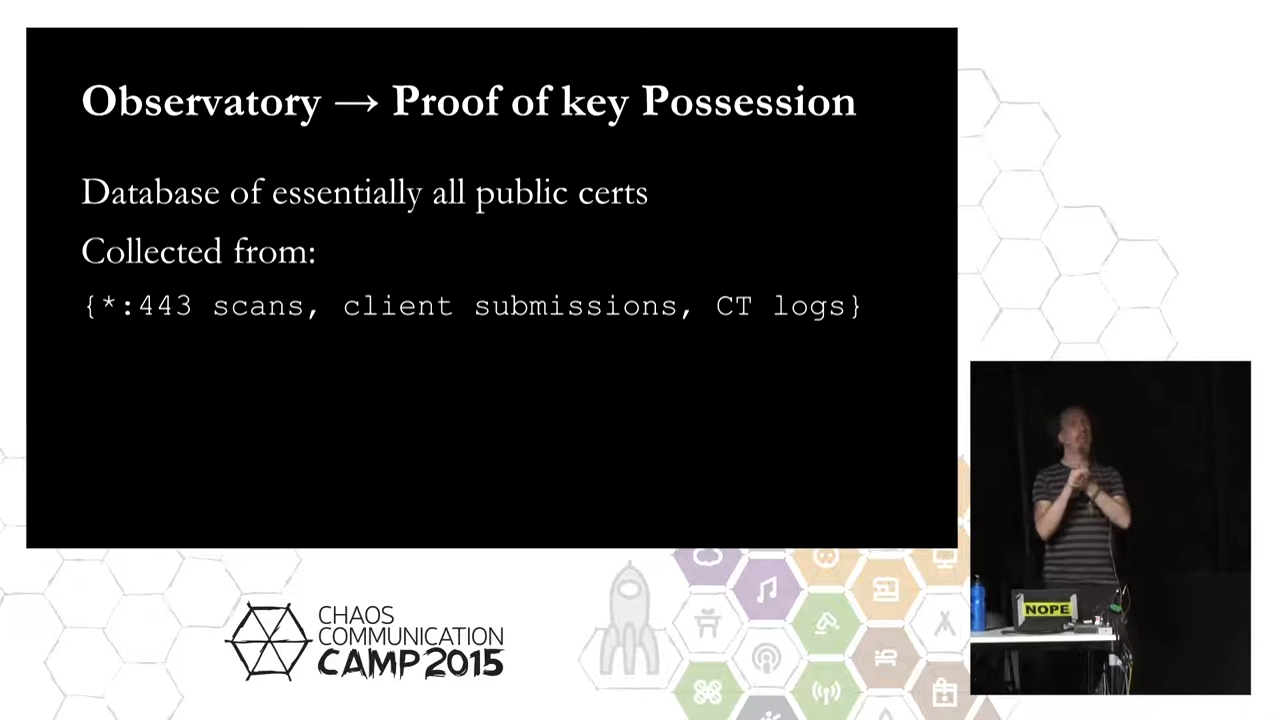 Observatory → Proof of key Possession
Database of essentially all public certs
Collected from:
{*:443 scans, client submissions, CT logs}
CHAOS
COMMUNICATION
CAMP 2015
NOPE